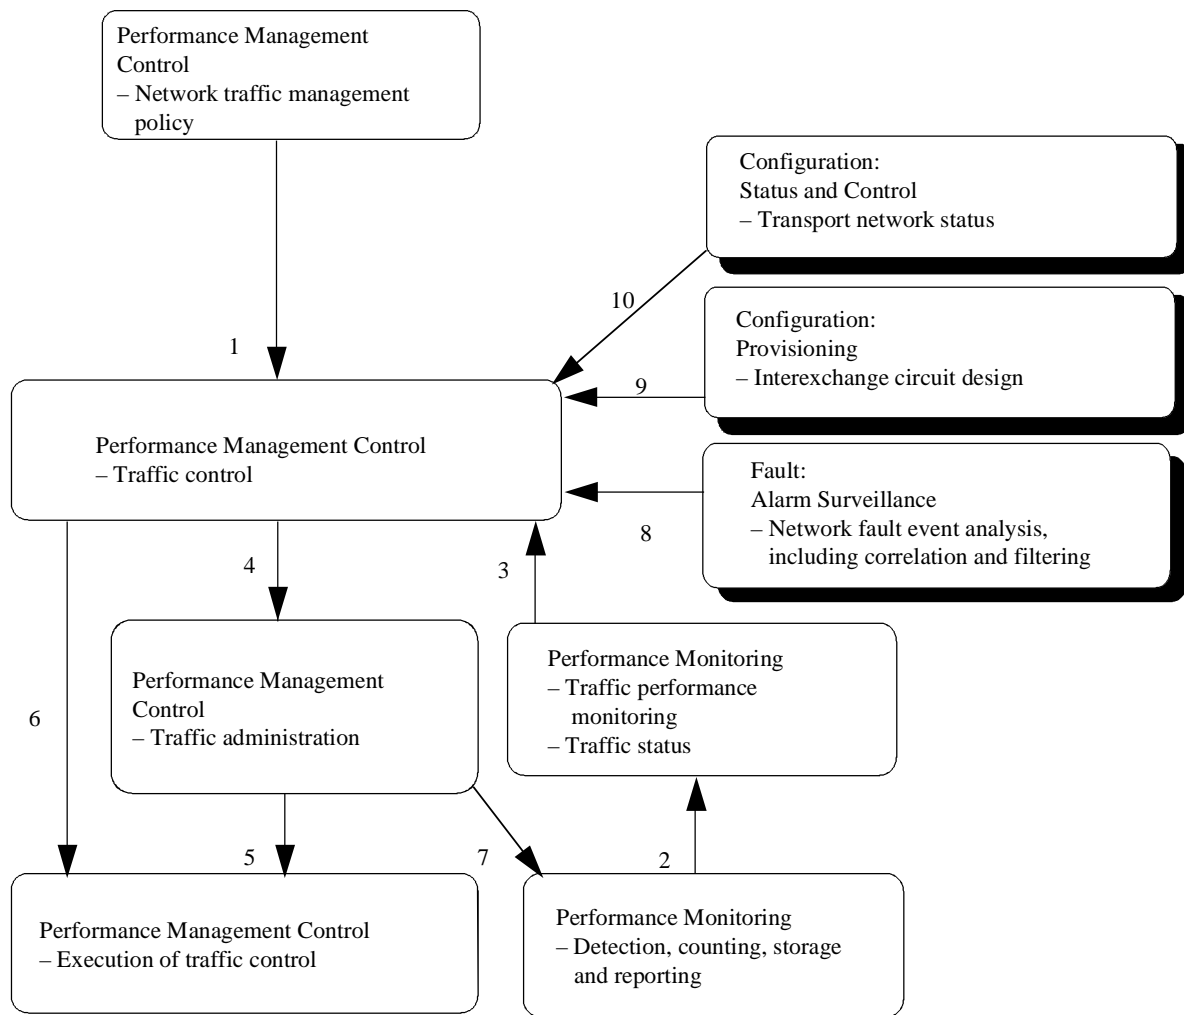 Performance Management
Control
– Network traffic management
policy
Configuration:
Status and Control
– Transport network status
10
Configuration:
Provisioning
– Interexchange circuit design
1
9
Performance Management Control
– Traffic control
Fault:
Alarm Surveillance
– Network fault event analysis,
including correlation and filtering
8
4
3
Performance Management
Control
– Traffic administration
Performance Monitoring
– Traffic performance
monitoring
– Traffic status
6
5
7
2
Performance Management Control
– Execution of traffic control
Performance Monitoring
– Detection, counting, storage
and reporting